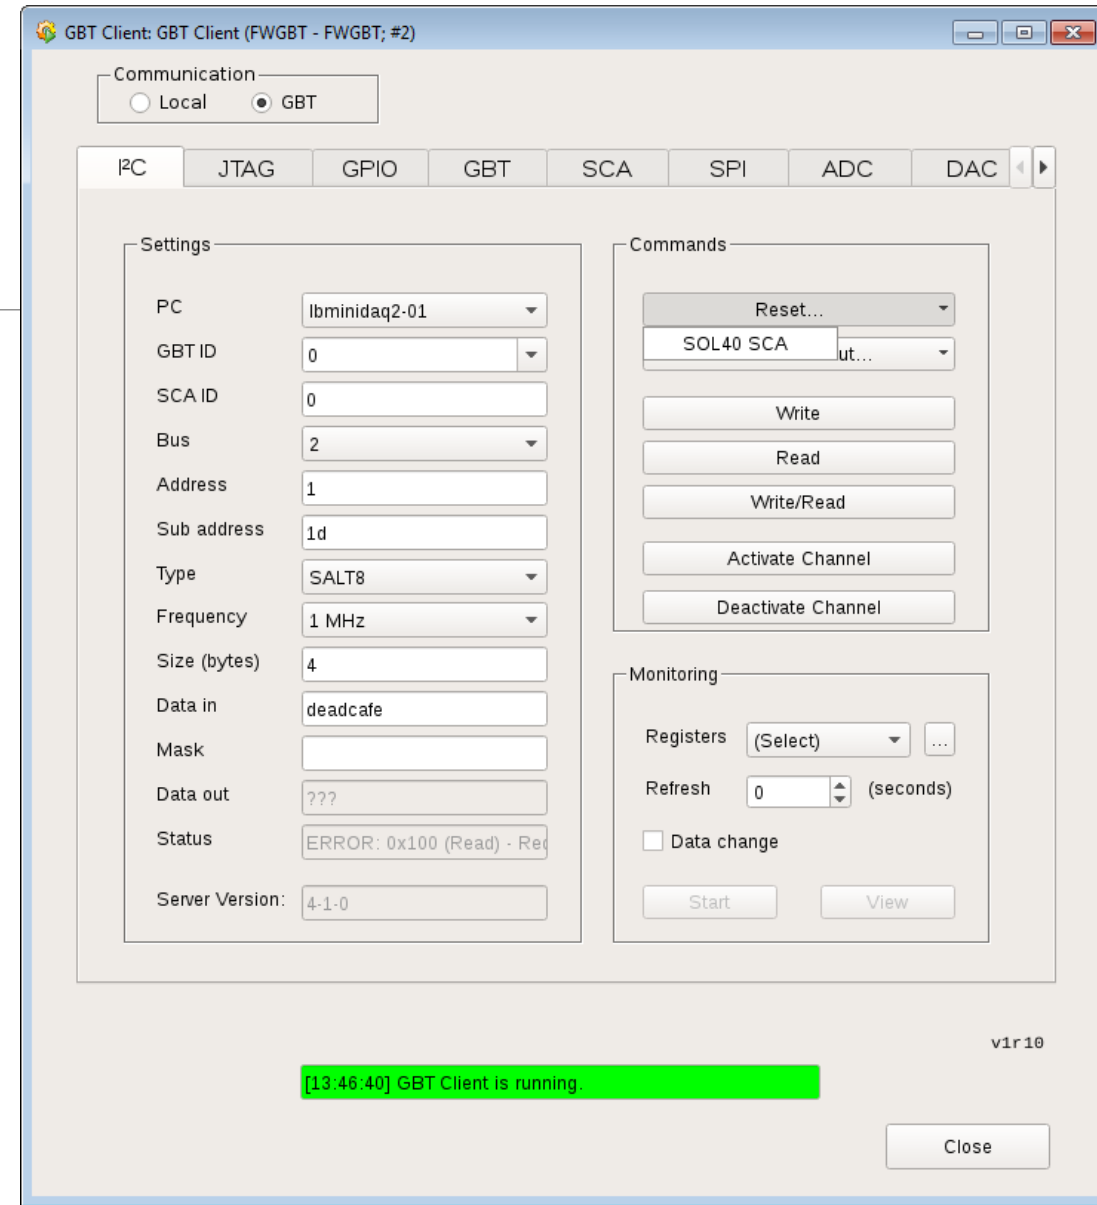 GBT Client: GBT Client (FWGBT - FWGBT; #2)
Communication
Local GBT
I²C JTAG GPIO GBT SCA SPI ADC DAC
Settings
PC lbminidaq2-01
GBT ID 0
SCA ID 0
Bus 2
Address 1
Sub address 1d
Type SALT8
Frequency 1 MHz
Size (bytes) 4
Data in deadcafe
Mask
Data out ???
Status ERROR: 0x100 (Read) - Rec
Server Version: 4-1-0
Commands
Reset...
SOL40 SCA
ut...
Write
Read
Write/Read
Activate Channel
Deactivate Channel
Monitoring
Registers (Select) ...
Refresh 0 (seconds)
Data change
Start View
v1r10
[13:46:40] GBT Client is running.
Close